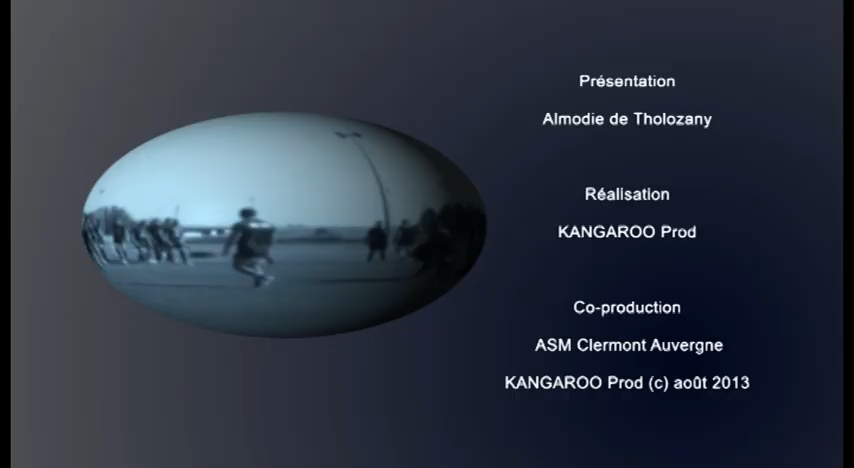 Présentation
Almodie de Tholozany
Réalisation
KANGAROO Prod
Co-production
ASM Clermont Auvergne
KANGAROO Prod (c) août 2013